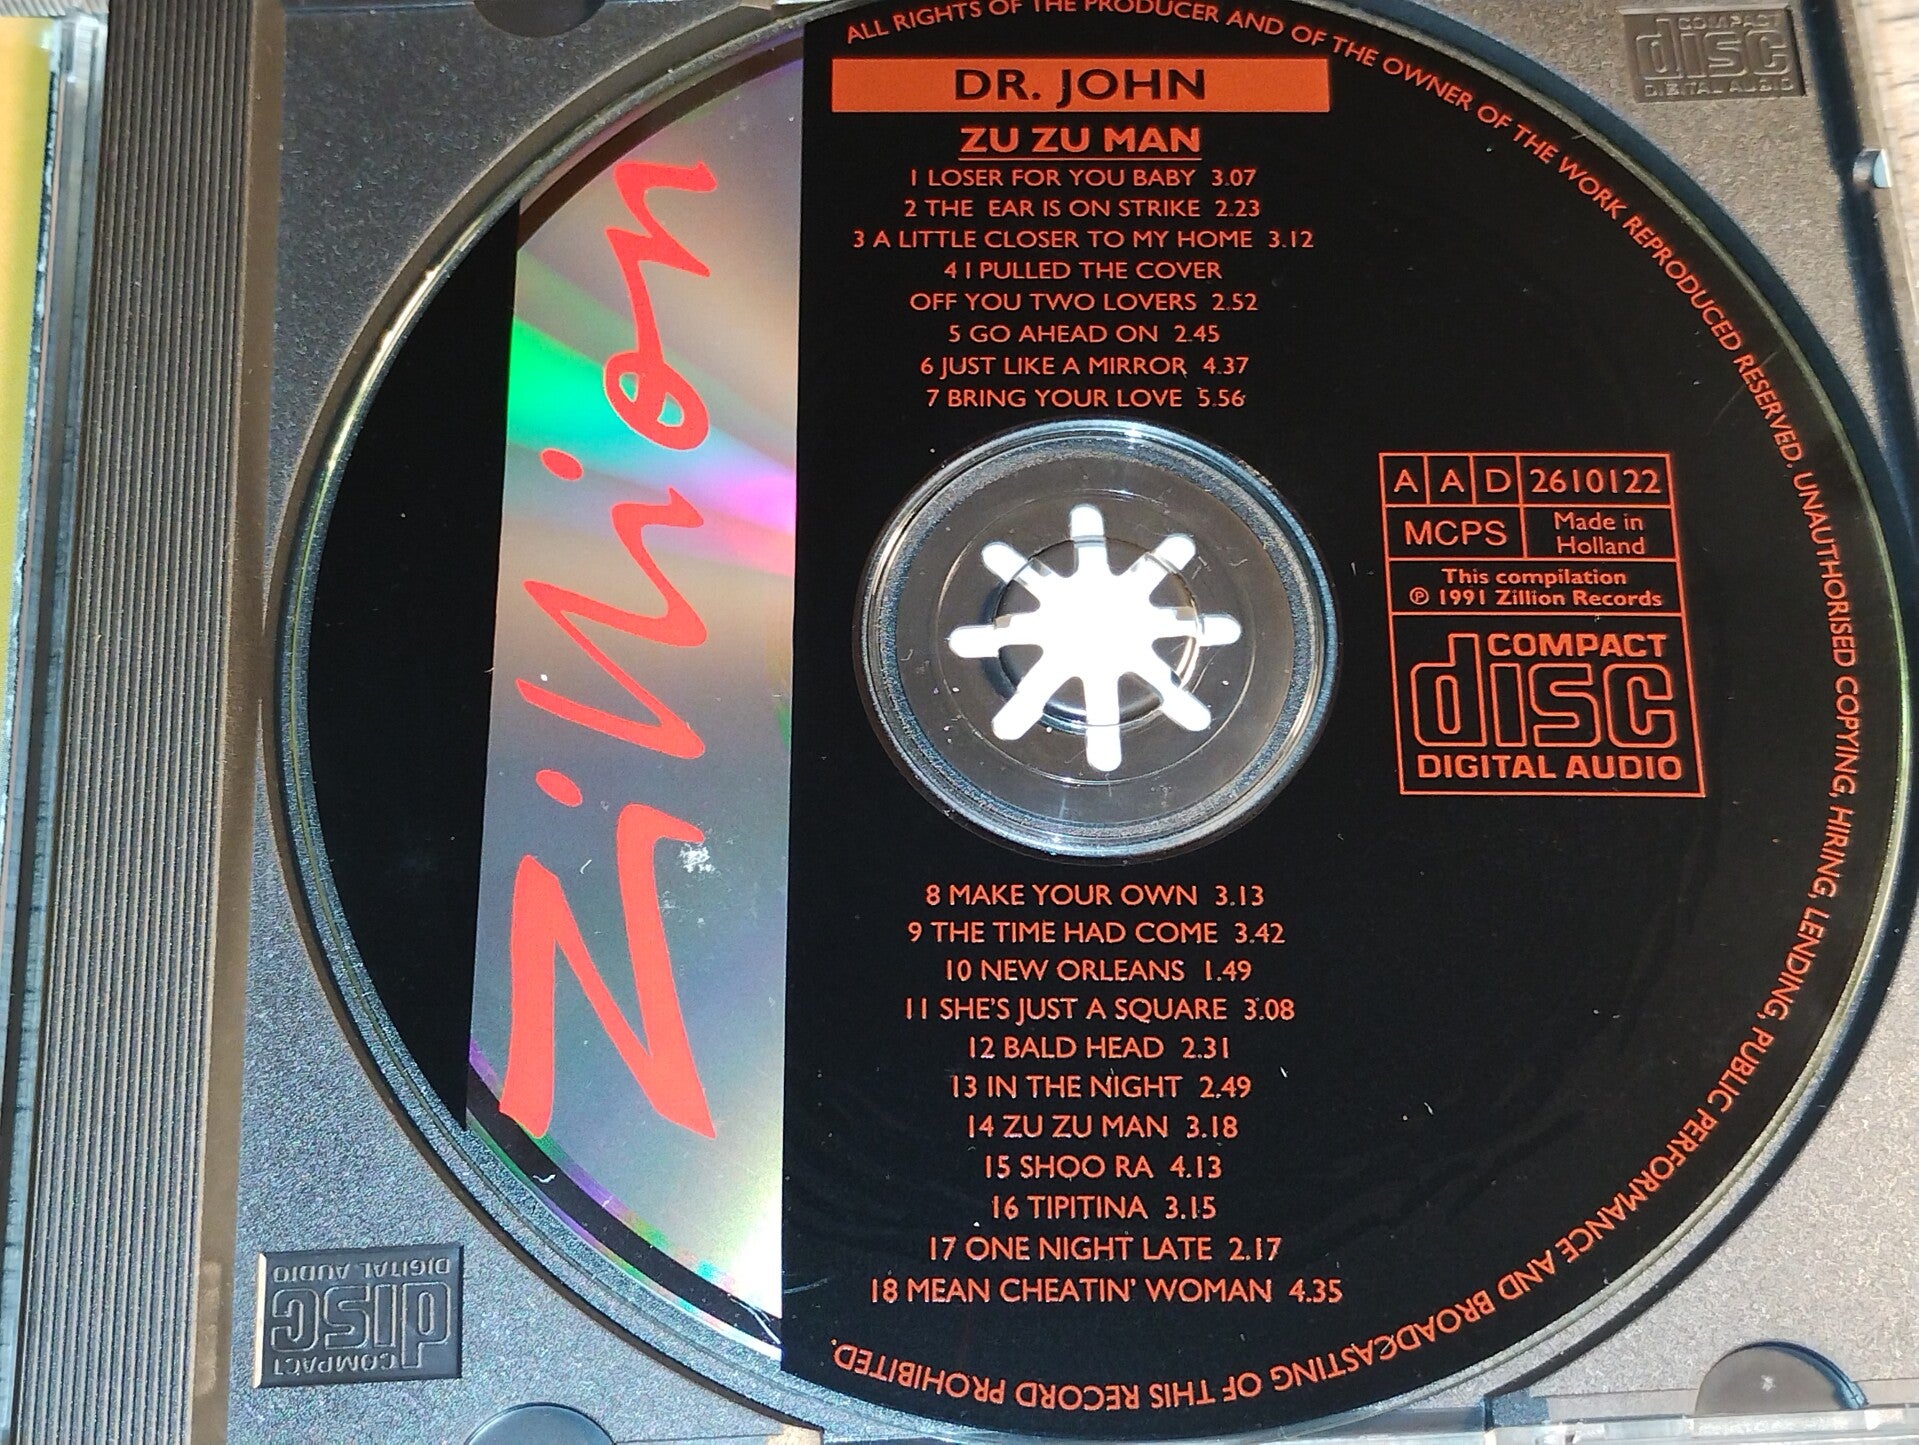 ALL RIGHTS OF THE PRODUCER AND OF THE OWNER OF THE WORK REPRODUCED RESERVED. UNAUTHORISED COPYING, HIRING, LENDING, PUBLIC PERFORMANCE AND BROADCASTING OF THIS RECORD PROHIBITED.
DR. JOHN
ZU ZU MAN
1 LOSER FOR YOU BABY 3.07
2 THE EAR IS ON STRIKE 2.23
3 A LITTLE CLOSER TO MY HOME 3.12
4 I PULLED THE COVER
OFF YOU TWO LOVERS 2.52
5 GO AHEAD ON 2.45
6 JUST LIKE A MIRROR 4.37
7 BRING YOUR LOVE 5.56
Zillion
A A D 2610122
MCPS
Made in
Holland
This compilation
℗ 1991 Zillion Records
COMPACT
disc
DIGITAL AUDIO
8 MAKE YOUR OWN 3.13
9 THE TIME HAD COME 3.42
10 NEW ORLEANS 1.49
11 SHE'S JUST A SQUARE 3.08
12 BALD HEAD 2.31
13 IN THE NIGHT 2.49
14 ZU ZU MAN 3.18
15 SHOO RA 4.13
16 TIPITINA 3.15
17 ONE NIGHT LATE 2.17
18 MEAN CHEATIN' WOMAN 4.35
COMPACT
disc
DIGITAL AUDIO
COMPACT
disc
DIGITAL AUDIO